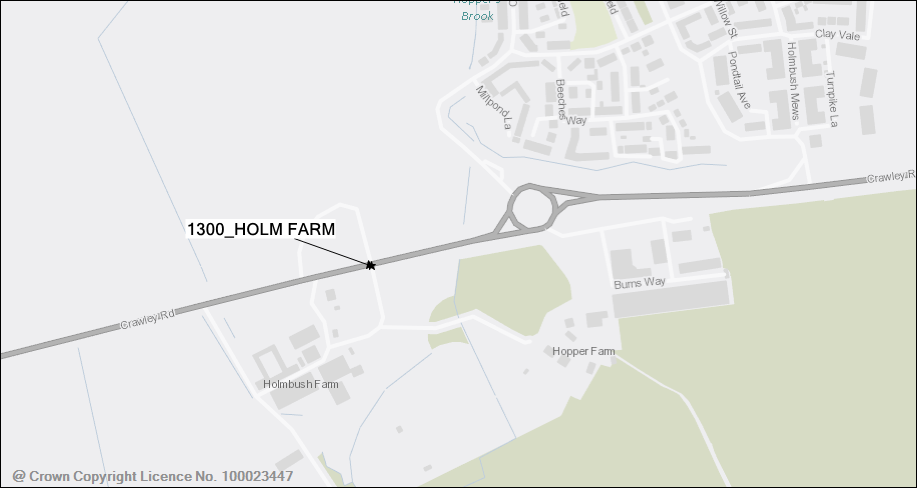 Hopper's
Brook
Willow St
Clay Vale
Pondtail Ave
Holmbush Mews
Turnpike La
Millpond La
Beeches
Way
Crawley R
1300_HOLM FARM
Burns Way
Crawley Rd
Hopper Farm
Holmbush Farm
@ Crown Copyright Licence No. 100023447